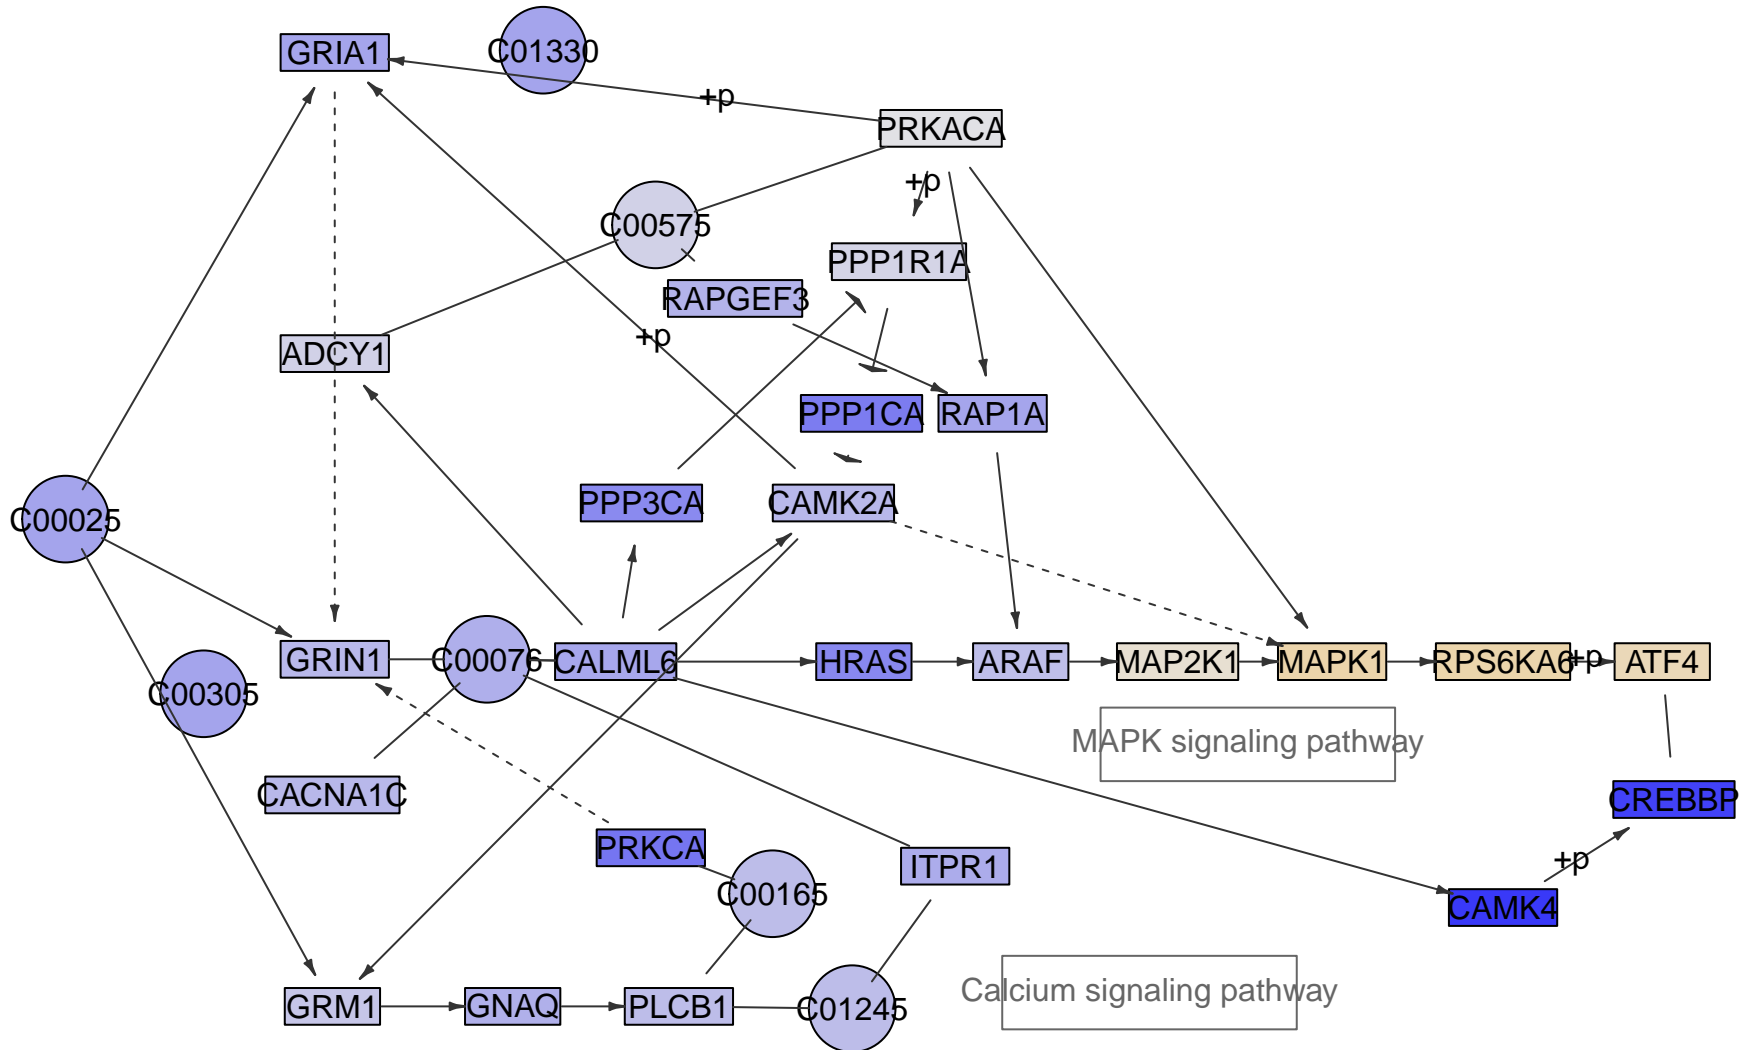 GRIA1
C01330
+p
PRKACA
+p
C00575
PPP1R1A
RAPGEF3
+p
ADCY1
PPP1CA
RAP1A
PPP3CA
CAMK2A
C00025
GRIN1
C00076
CALML6
HRAS
ARAF
MAP2K1
MAPK1
RPS6KA6
+p
ATF4
C00305
MAPK signaling pathway
CACNA1C
CREBBP
PRKCA
ITPR1
+p
C00165
CAMK4
Calcium signaling pathway
GRM1
GNAQ
PLCB1
C01245